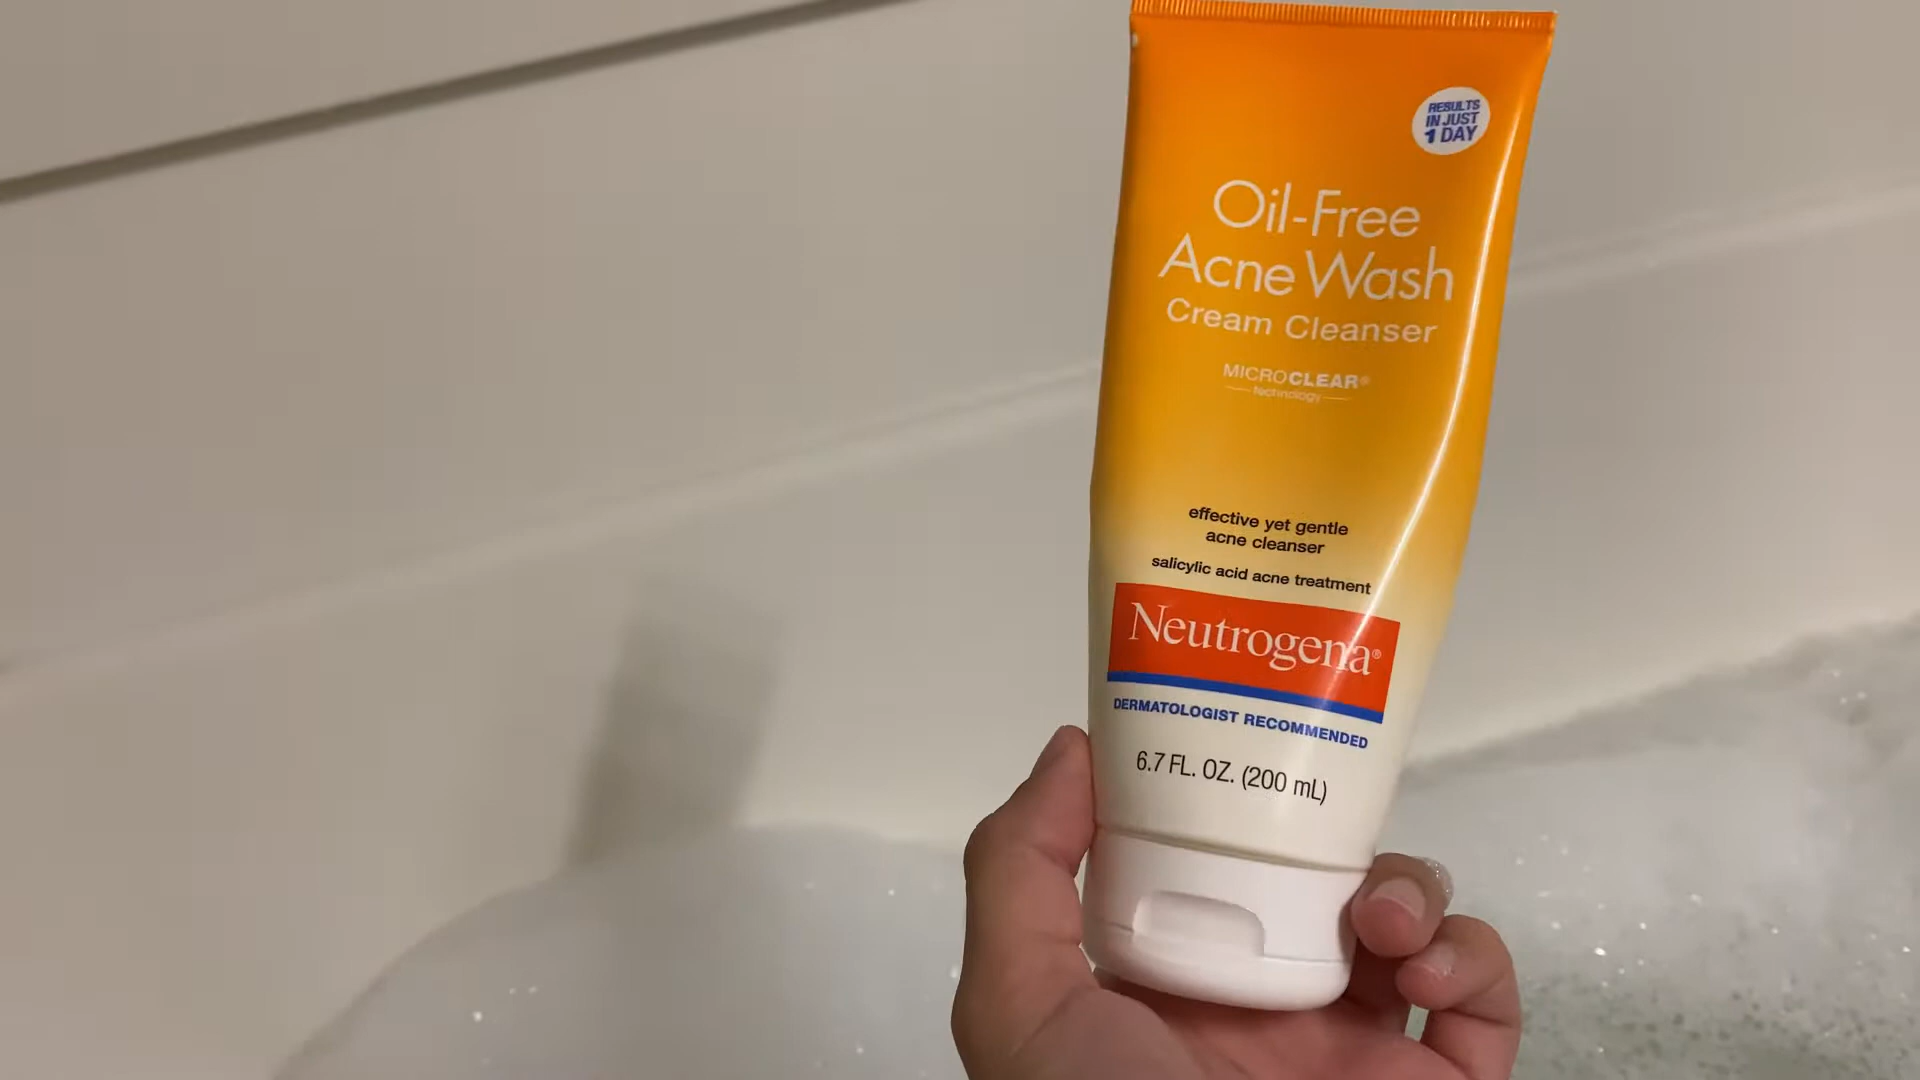 RESULTS
IN JUST
1 DAY
Oil-Free
Acne Wash
Cream Cleanser
MICROCLEAR®
technology
effective yet gentle
acne cleanser
salicylic acid acne treatment
Neutrogena®
DERMATOLOGIST RECOMMENDED
6.7 FL. OZ. (200 mL)